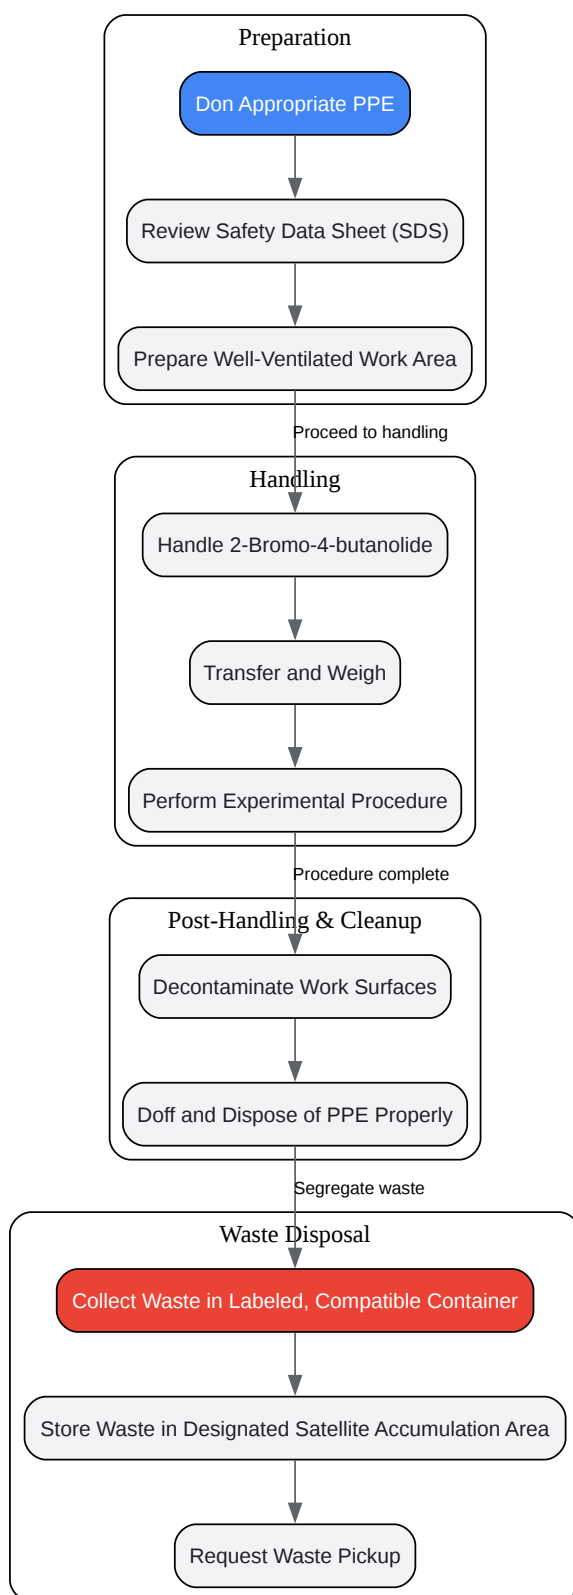 Preparation
Don Appropriate PPE
Review Safety Data Sheet (SDS)
Prepare Well-Ventilated Work Area
Proceed to handling
Handling
Handle 2-Bromo-4-butanolide
Transfer and Weigh
Perform Experimental Procedure
Procedure complete
Post-Handling & Cleanup
Decontaminate Work Surfaces
Doff and Dispose of PPE Properly
Segregate waste
Waste Disposal
Collect Waste in Labeled, Compatible Container
Store Waste in Designated Satellite Accumulation Area
Request Waste Pickup